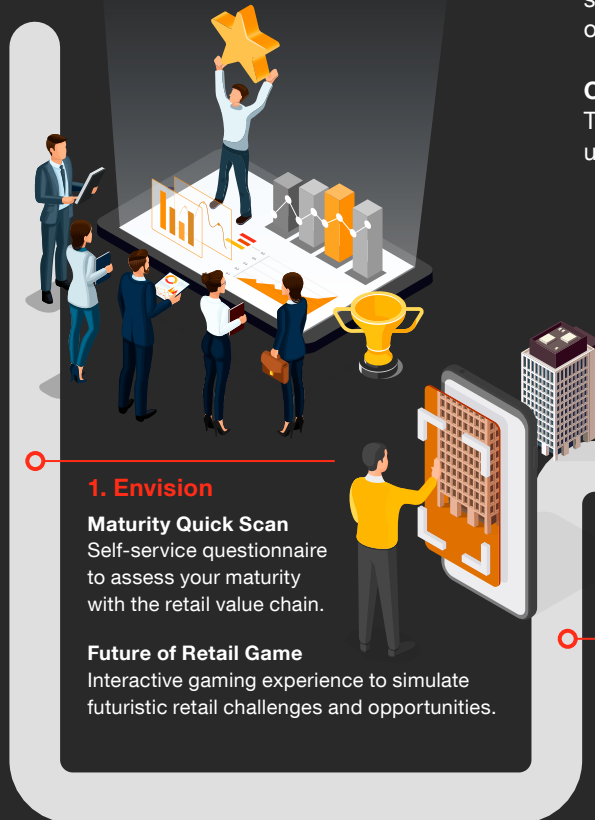 1. Envision
Maturity Quick Scan
Self-service questionnaire
to assess your maturity
with the retail value chain.
Future of Retail Game
Interactive gaming experience to simulate
futuristic retail challenges and opportunities.